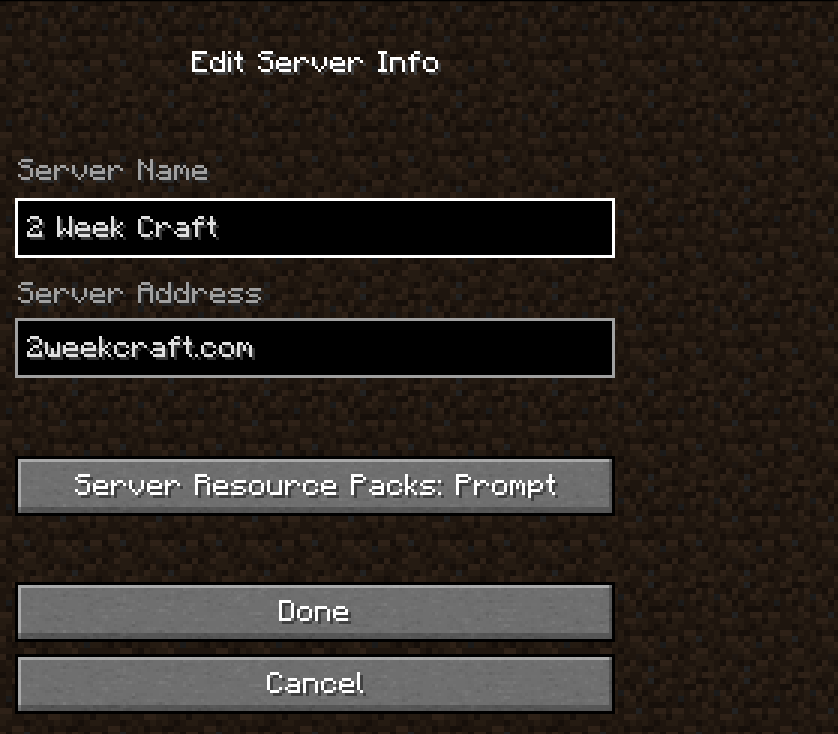 Edit Server Info
Server Name
2 Week Craft
Server Address
2weekcraft.com
Server Resource Packs: Prompt
Done
Cancel